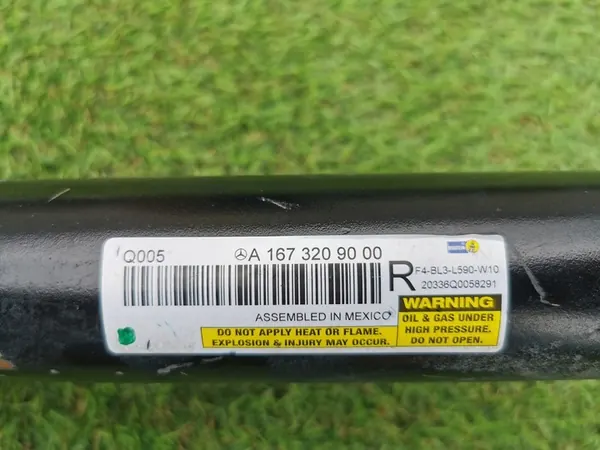 Q005 A 167 320 90 00
R F4-BL3-L590-W10
20336Q0058291
ASSEMBLED IN MEXICO
DO NOT APPLY HEAT OR FLAME.
EXPLOSION & INJURY MAY OCCUR.
WARNING
OIL & GAS UNDER
HIGH PRESSURE.
DO NOT OPEN.